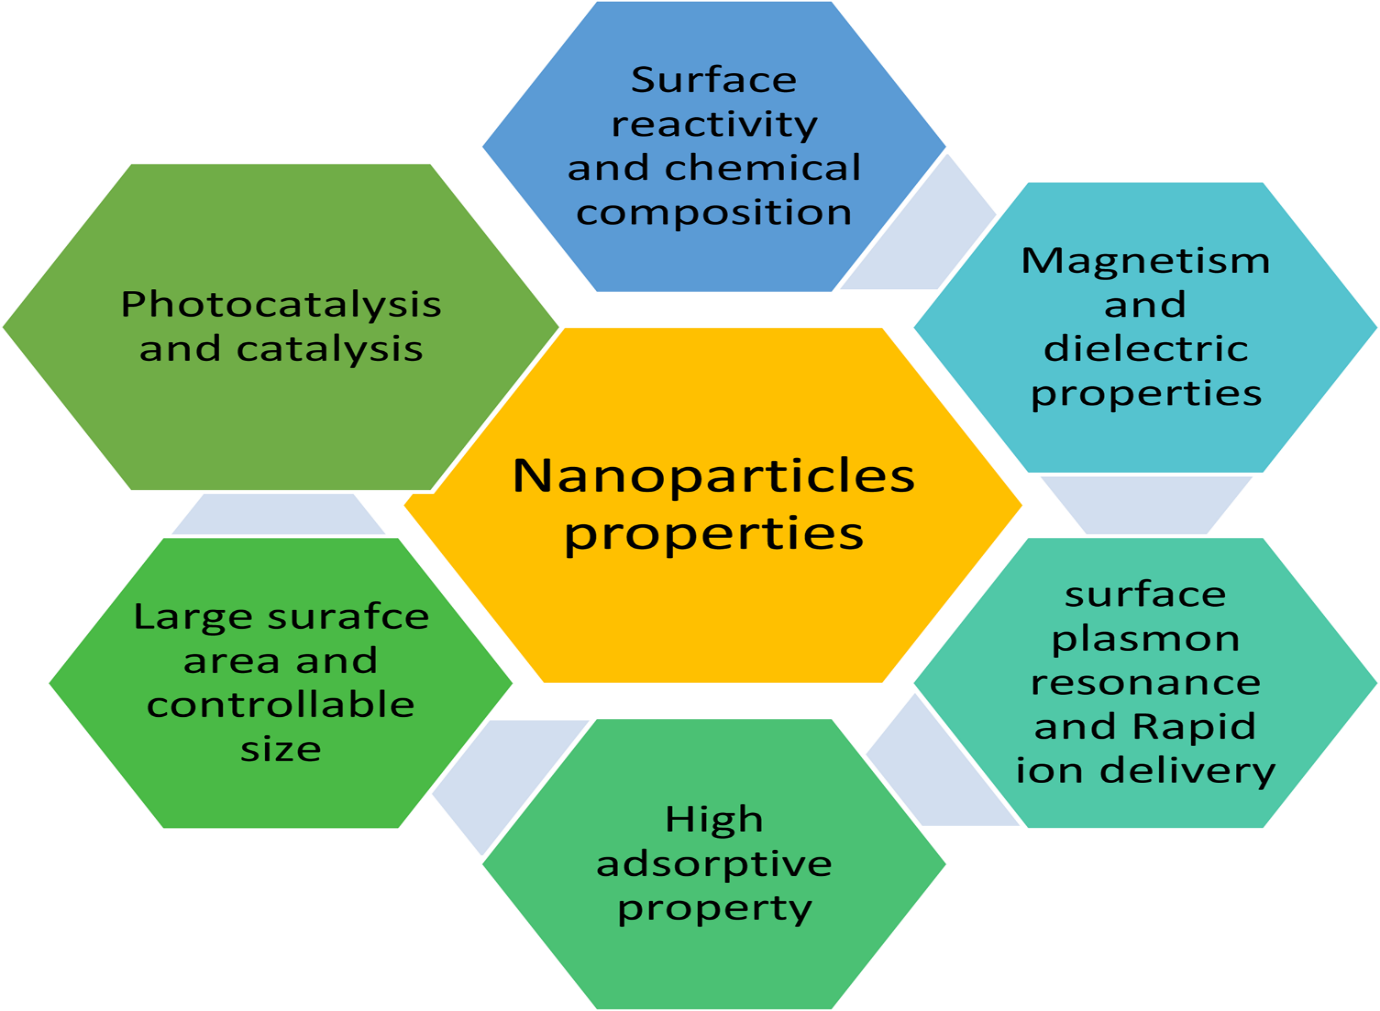 Surface
reactivity
and chemical
composition
Magnetism
and
dielectric
properties
surface
plasmon
resonance
and Rapid
ion delivery
High
adsorptive
property
Large surafce
area and
controllable
size
Photocatalysis
and catalysis
Nanoparticles
properties